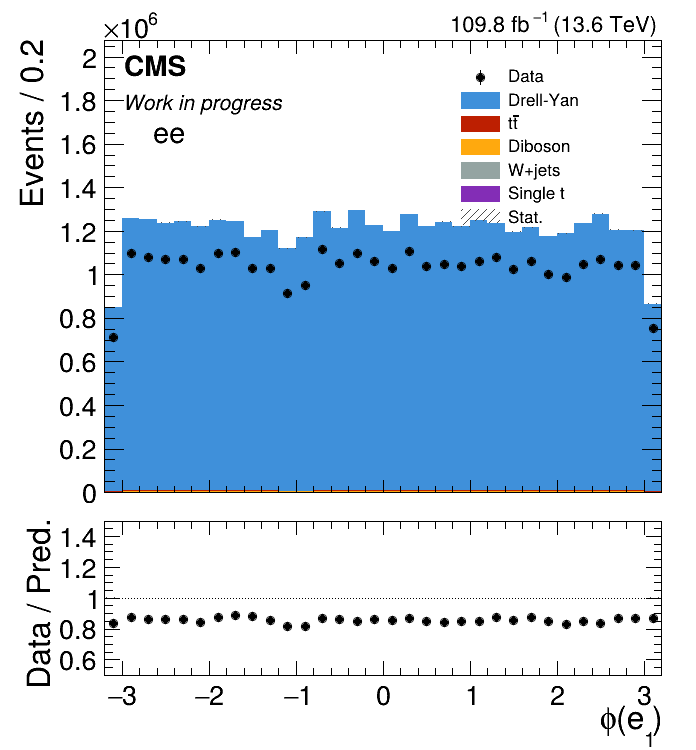 ×10⁶
109.8 fb⁻¹ (13.6 TeV)
CMS
Work in progress
ee
Data
Drell-Yan
tt̄
Diboson
W+jets
Single t
Stat.
Events / 0.2
2
1.8
1.6
1.4
1.2
1
0.8
0.6
0.4
0.2
0
Data / Pred.
1.4
1.2
1
0.8
0.6
−3 −2 −1 0 1 2 3
ϕ(e₁)